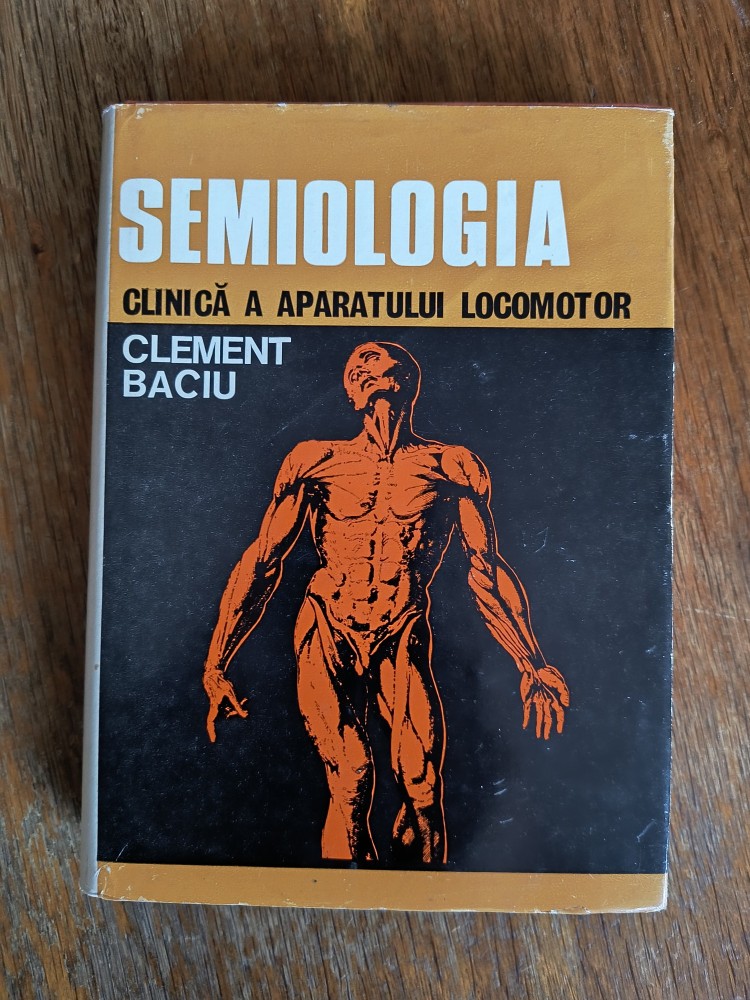 SEMIOLOGIA
CLINICĂ A APARATULUI LOCOMOTOR
CLEMENT
BACIU